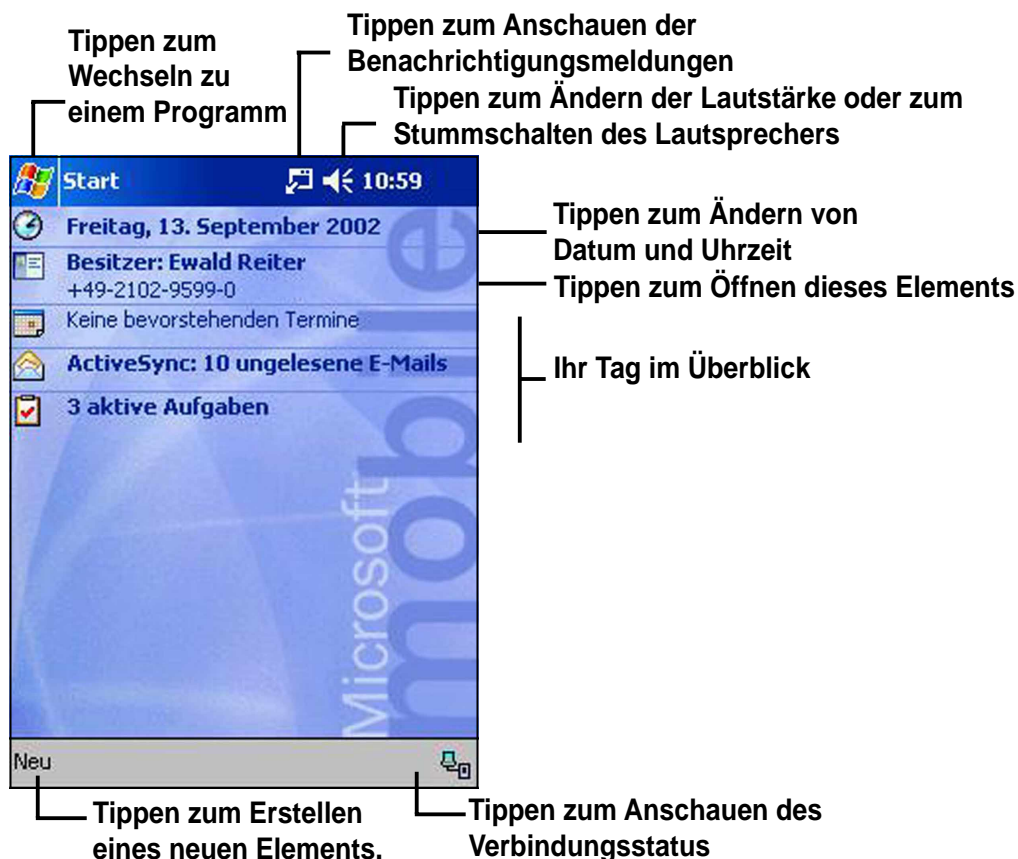 Tippen zum
Wechseln zu
einem Programm
Tippen zum Anschauen der
Benachrichtigungsmeldungen
Tippen zum Ändern der Lautstärke oder zum
Stummschalten des Lautsprechers
Start
10:59
Freitag, 13. September 2002
Besitzer: Ewald Reiter
+49-2102-9599-0
Keine bevorstehenden Termine
ActiveSync: 10 ungelesene E-Mails
3 aktive Aufgaben
Microsoft
mobile
Neu
Tippen zum Ändern von
Datum und Uhrzeit
Tippen zum Öffnen dieses Elements
Ihr Tag im Überblick
Tippen zum Erstellen
eines neuen Elements.
Tippen zum Anschauen des
Verbindungsstatus